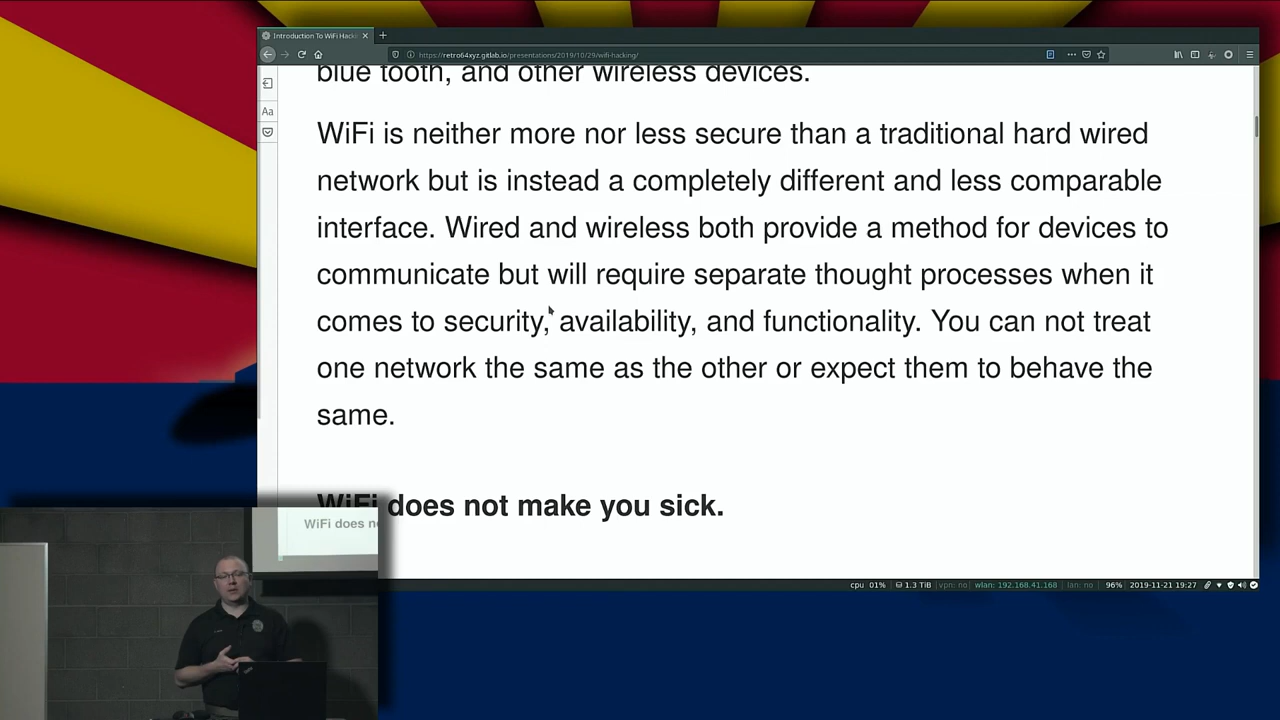 Introduction To WiFi Hack
https://retro64xyz.gitlab.io/presentations/2019/10/29/wifi-hacking/
Aa
blue tooth, and other wireless devices.
WiFi is neither more nor less secure than a traditional hard wired
network but is instead a completely different and less comparable
interface. Wired and wireless both provide a method for devices to
communicate but will require separate thought processes when it
comes to security, availability, and functionality. You can not treat
one network the same as the other or expect them to behave the
same.
WiFi does not make you sick.
WiFi does n
cpu 01% 1.3 TiB vpn: no wlan: 192.168.41.168 lan: no 96% 2019-11-21 19:27